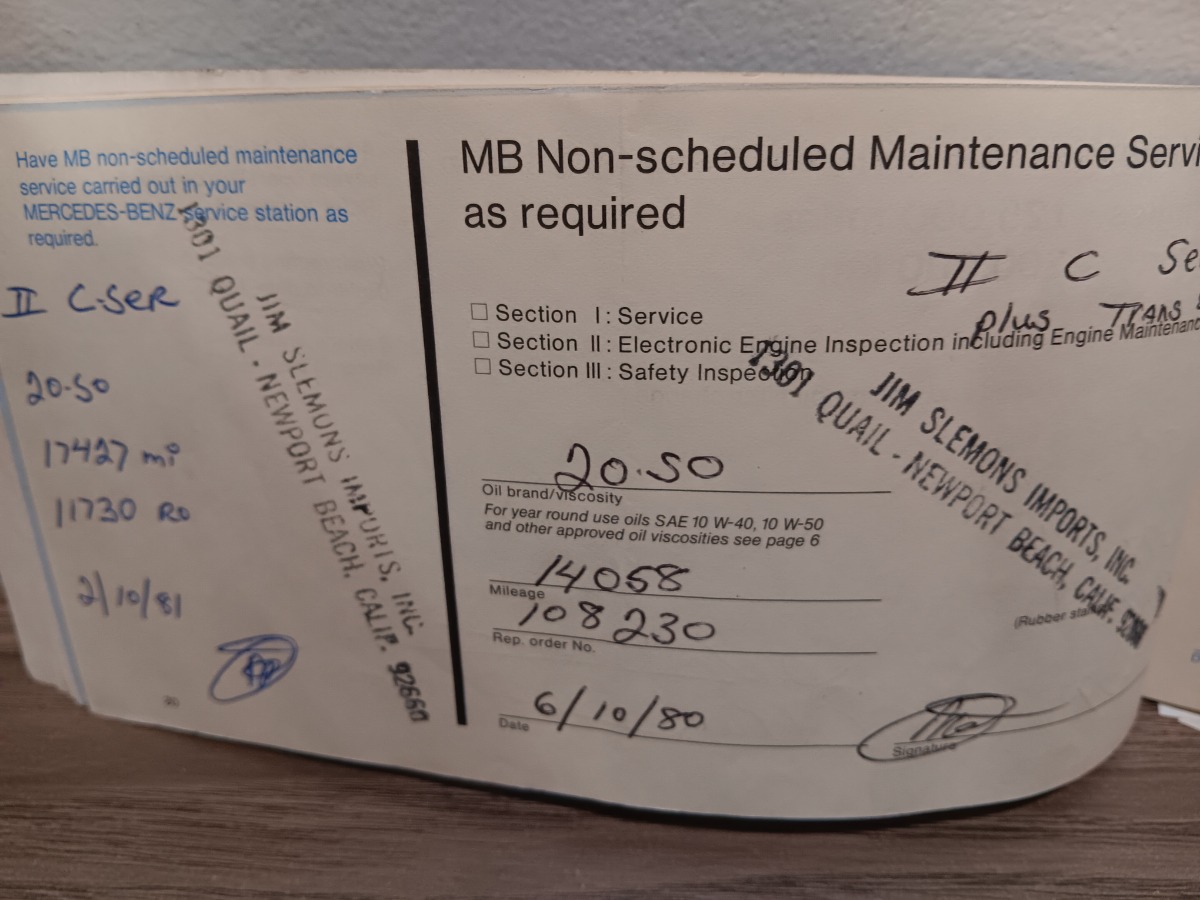 Have MB non-scheduled maintenance
service carried out in your
MERCEDES-BENZ service station as
required.
II C-SER
20-50
17427 mi
11730 RO
2/10/81
1301 QUAIL - NEWPORT BEACH, CALIF. 92660
JIM SLEMONS IMPORTS, INC.
MB Non-scheduled Maintenance Servi
as required
II C Se
plus TRANS
☐ Section I: Service
☐ Section II: Electronic Engine Inspection including Engine Maintenanc
☐ Section III: Safety Inspection
JIM SLEMONS IMPORTS, INC.
1301 QUAIL - NEWPORT BEACH, CALIF. 92660
20-50
Oil brand/viscosity
For year round use oils SAE 10 W-40, 10 W-50
and other approved oil viscosities see page 6
14058
Mileage
108230
Rep. order No.
(Rubber sta
6/10/80
Date
Signature